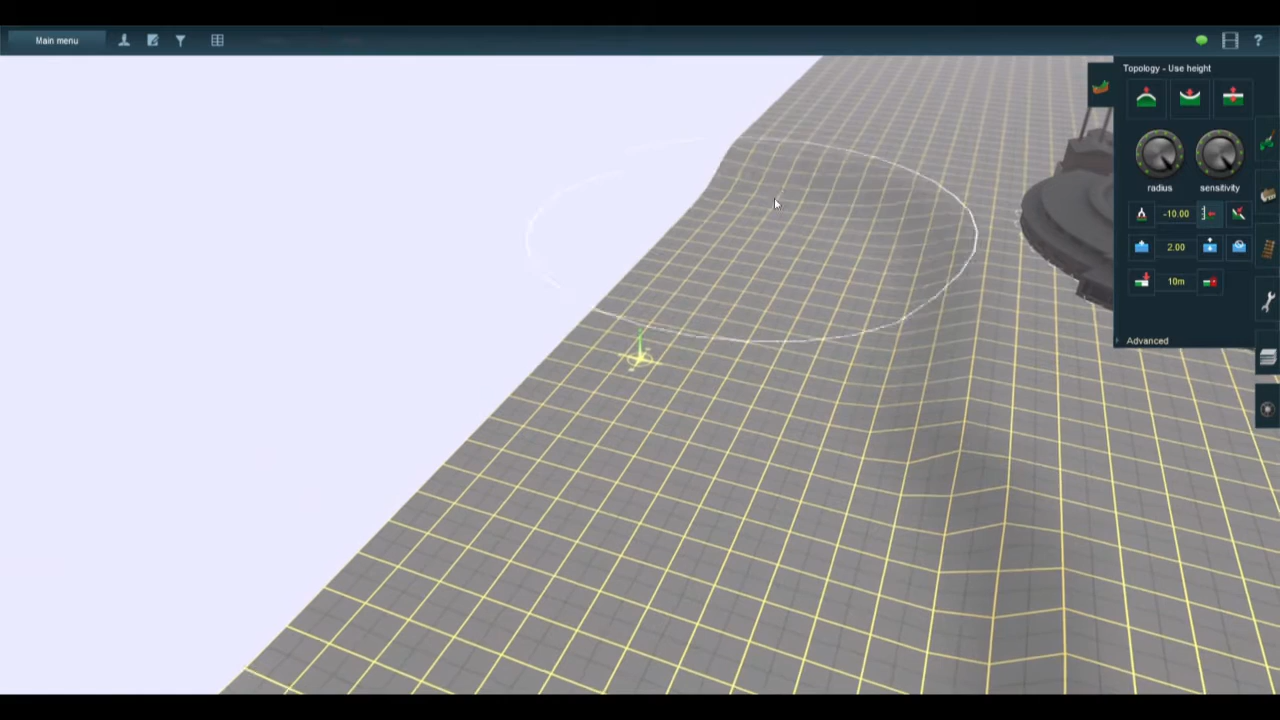 Main menu
?
Topology - Use height
radius
sensitivity
-10.00
2.00
10m
Advanced